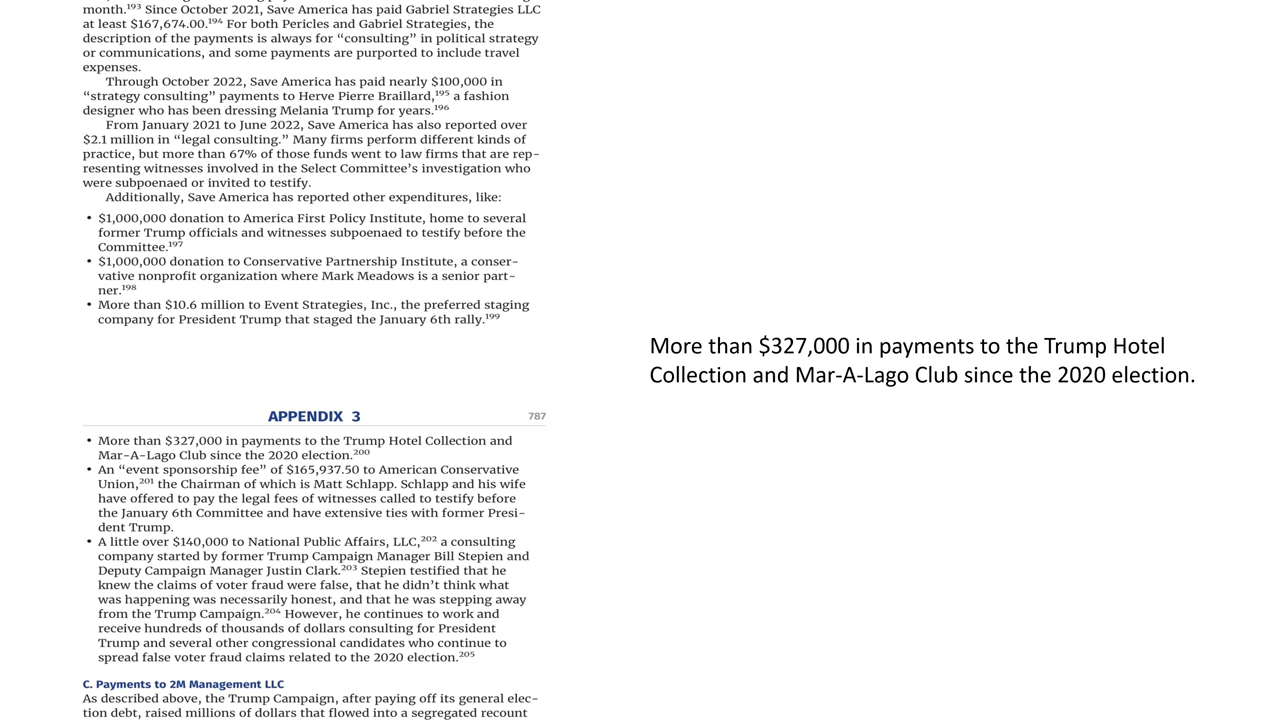 month.¹⁹³ Since October 2021, Save America has paid Gabriel Strategies LLC
at least $167,674.00.¹⁹⁴ For both Pericles and Gabriel Strategies, the
description of the payments is always for “consulting” in political strategy
or communications, and some payments are purported to include travel
expenses.
Through October 2022, Save America has paid nearly $100,000 in
“strategy consulting” payments to Herve Pierre Braillard,¹⁹⁵ a fashion
designer who has been dressing Melania Trump for years.¹⁹⁶
From January 2021 to June 2022, Save America has also reported over
$2.1 million in “legal consulting.” Many firms perform different kinds of
practice, but more than 67% of those funds went to law firms that are rep-
resenting witnesses involved in the Select Committee’s investigation who
were subpoenaed or invited to testify.
Additionally, Save America has reported other expenditures, like:
• $1,000,000 donation to America First Policy Institute, home to several
former Trump officials and witnesses subpoenaed to testify before the
Committee.¹⁹⁷
• $1,000,000 donation to Conservative Partnership Institute, a conser-
vative nonprofit organization where Mark Meadows is a senior part-
ner.¹⁹⁸
• More than $10.6 million to Event Strategies, Inc., the preferred staging
company for President Trump that staged the January 6th rally.¹⁹⁹
APPENDIX 3 787
• More than $327,000 in payments to the Trump Hotel Collection and
Mar-A-Lago Club since the 2020 election.²⁰⁰
• An “event sponsorship fee” of $165,937.50 to American Conservative
Union,²⁰¹ the Chairman of which is Matt Schlapp. Schlapp and his wife
have offered to pay the legal fees of witnesses called to testify before
the January 6th Committee and have extensive ties with former Presi-
dent Trump.
• A little over $140,000 to National Public Affairs, LLC,²⁰² a consulting
company started by former Trump Campaign Manager Bill Stepien and
Deputy Campaign Manager Justin Clark.²⁰³ Stepien testified that he
knew the claims of voter fraud were false, that he didn’t think what
was happening was necessarily honest, and that he was stepping away
from the Trump Campaign.²⁰⁴ However, he continues to work and
receive hundreds of thousands of dollars consulting for President
Trump and several other congressional candidates who continue to
spread false voter fraud claims related to the 2020 election.²⁰⁵
C. Payments to 2M Management LLC
As described above, the Trump Campaign, after paying off its general elec-
tion debt, raised millions of dollars that flowed into a segregated recount
More than $327,000 in payments to the Trump Hotel
Collection and Mar-A-Lago Club since the 2020 election.